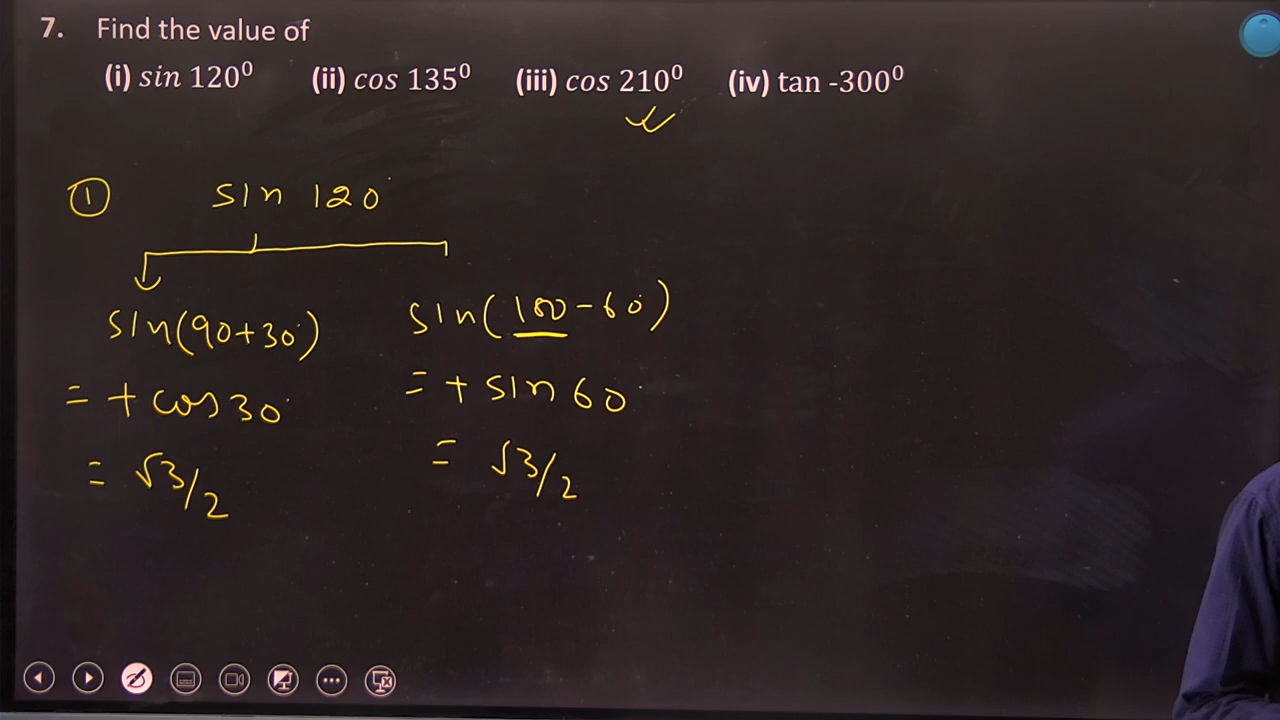 7. Find the value of
(i) sin 120⁰ (ii) cos 135⁰ (iii) cos 210⁰ (iv) tan -300⁰
① sin 120°
sin(90+30°) sin(180-60°)
= + cos 30° = + sin 60°
= √3/2 = √3/2